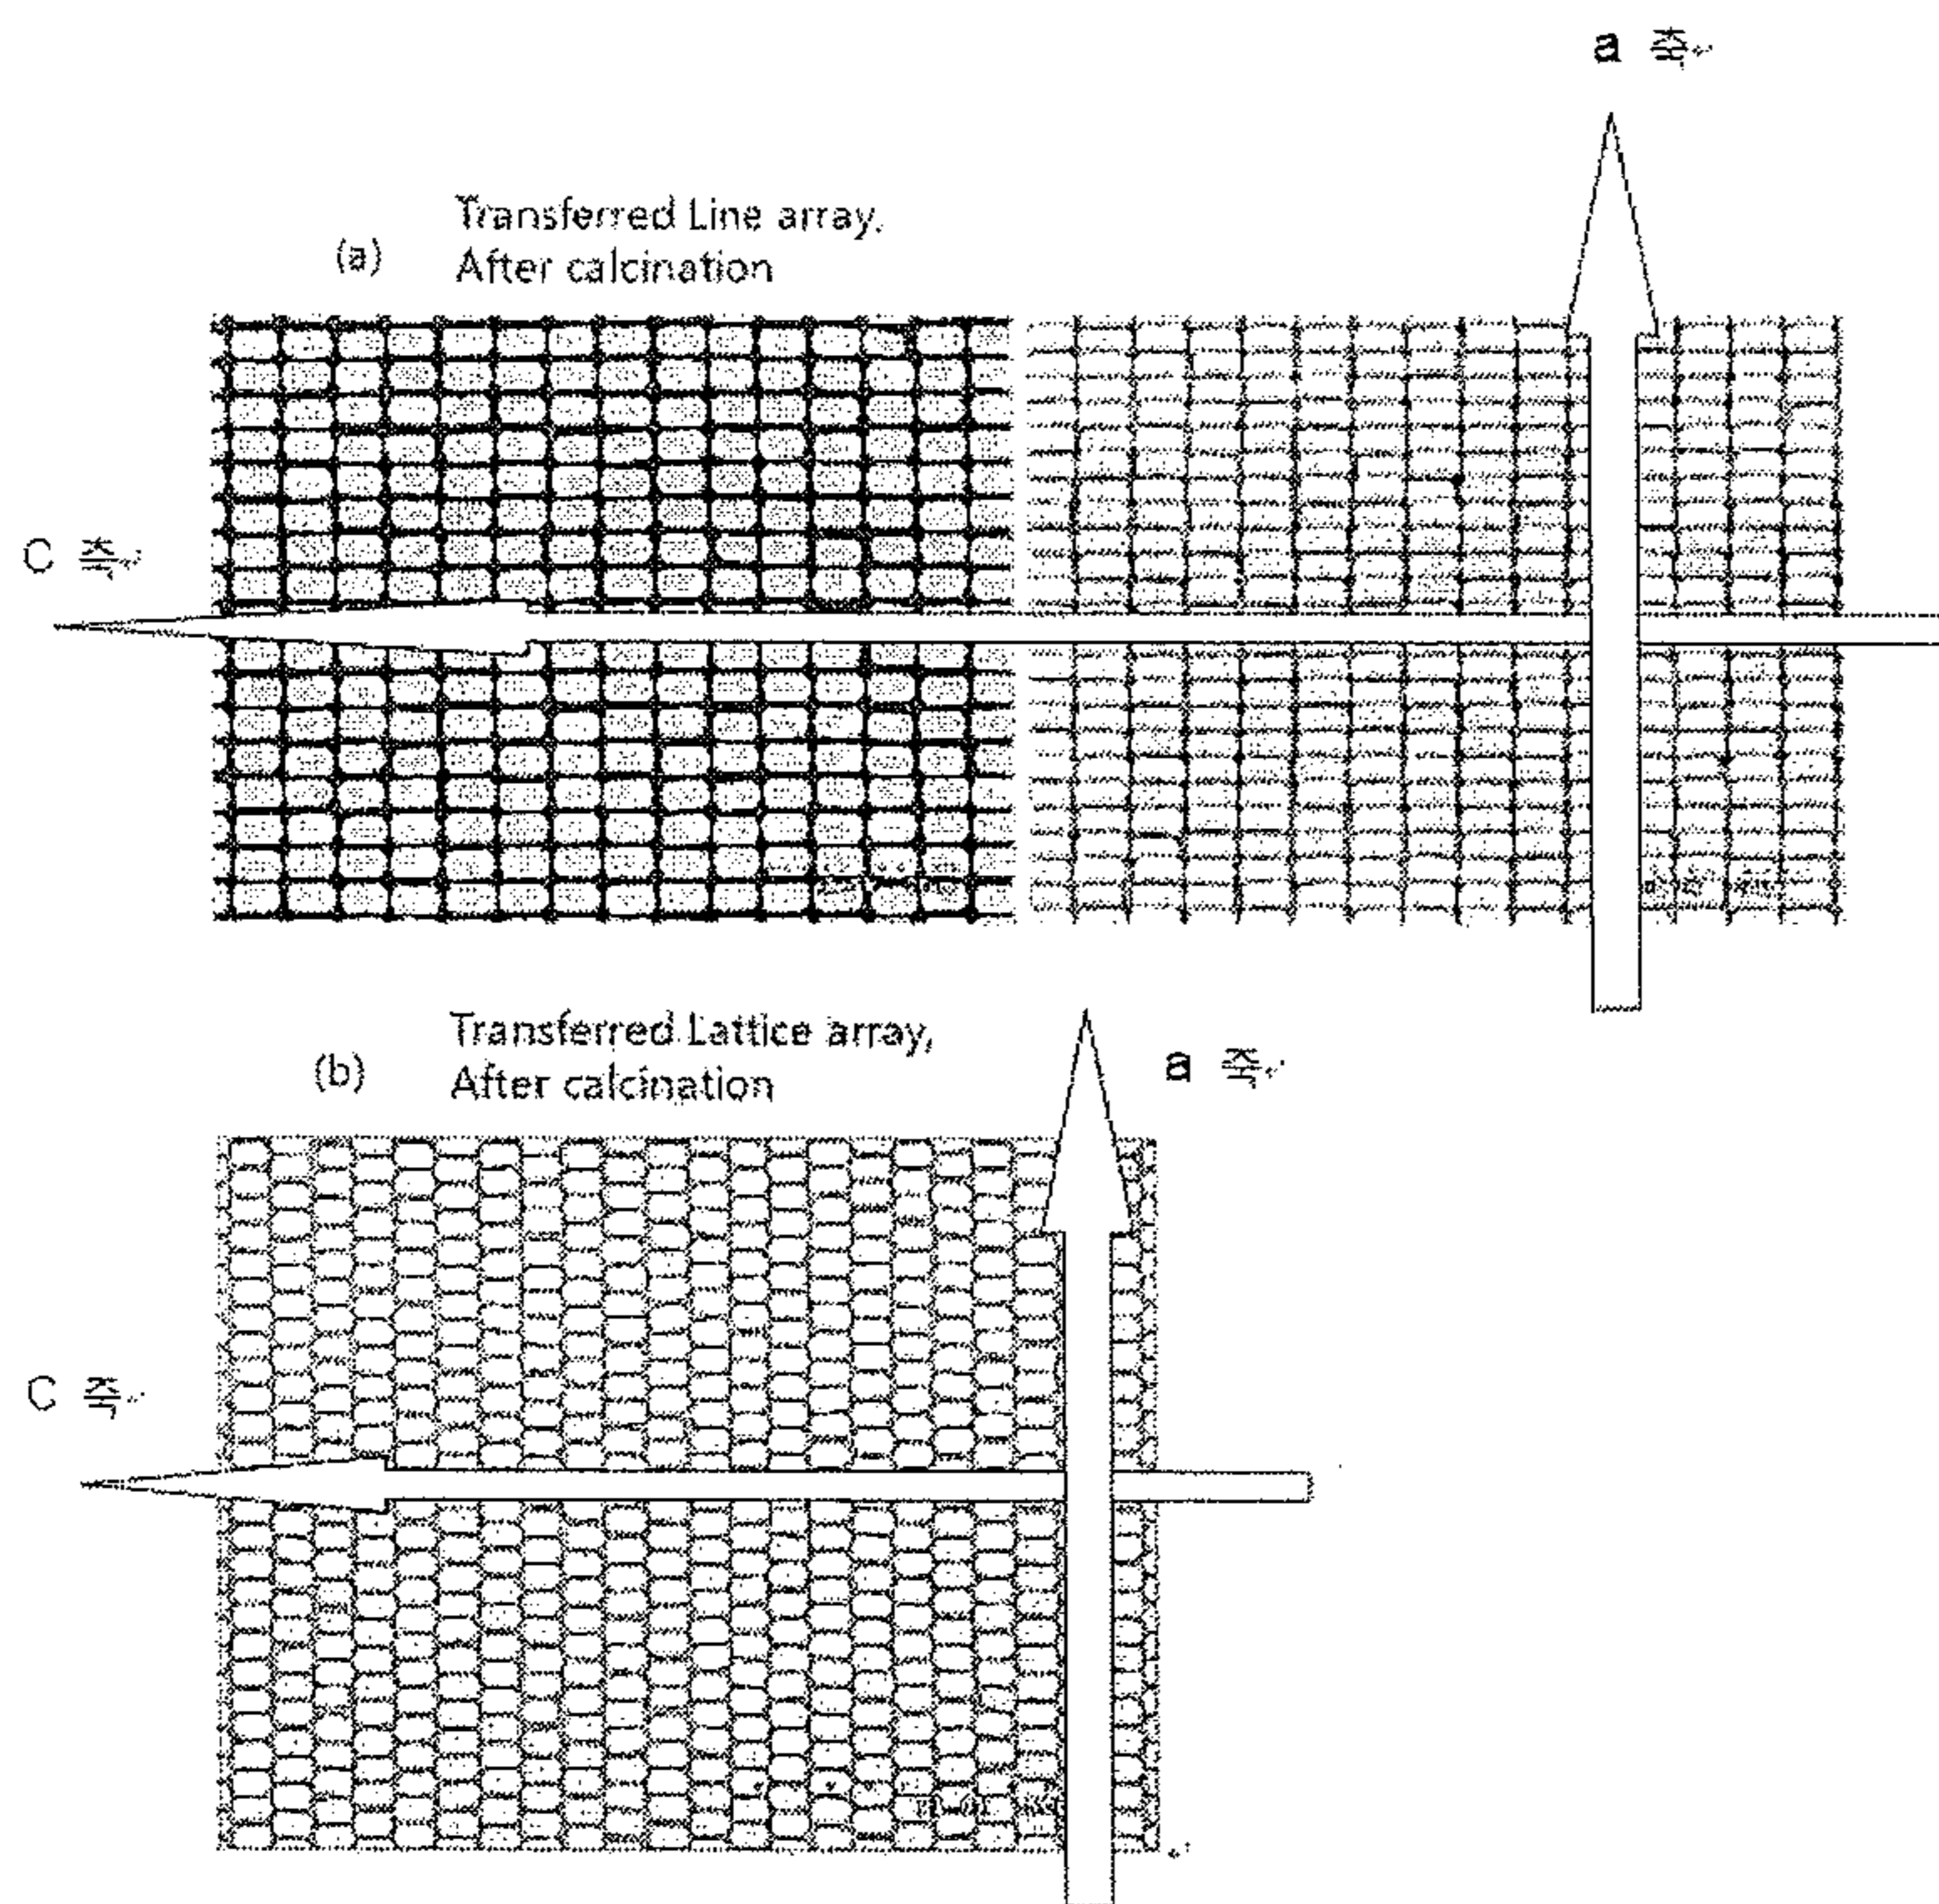 a 축
(a) Transferred Line array,
After calcination
C 축
(b) Transferred Lattice array,
After calcination
a 축
C 축